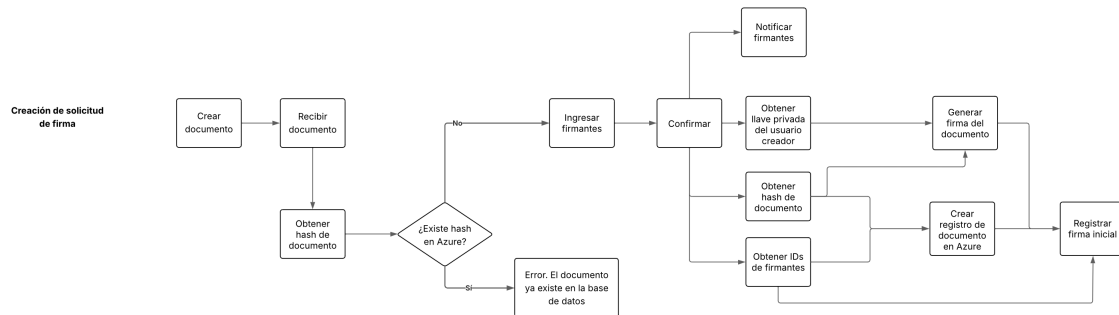 Creación de solicitud
de firma
Crear
documento
Recibir
documento
Obtener
hash de
documento
¿Existe hash
en Azure?
No
Sí
Error. El documento
ya existe en la base
de datos
Ingresar
firmantes
Confirmar
Notificar
firmantes
Obtener
llave privada
del usuario
creador
Obtener
hash de
documento
Obtener IDs
de firmantes
Generar
firma del
documento
Crear
registro de
documento
en Azure
Registrar
firma inicial